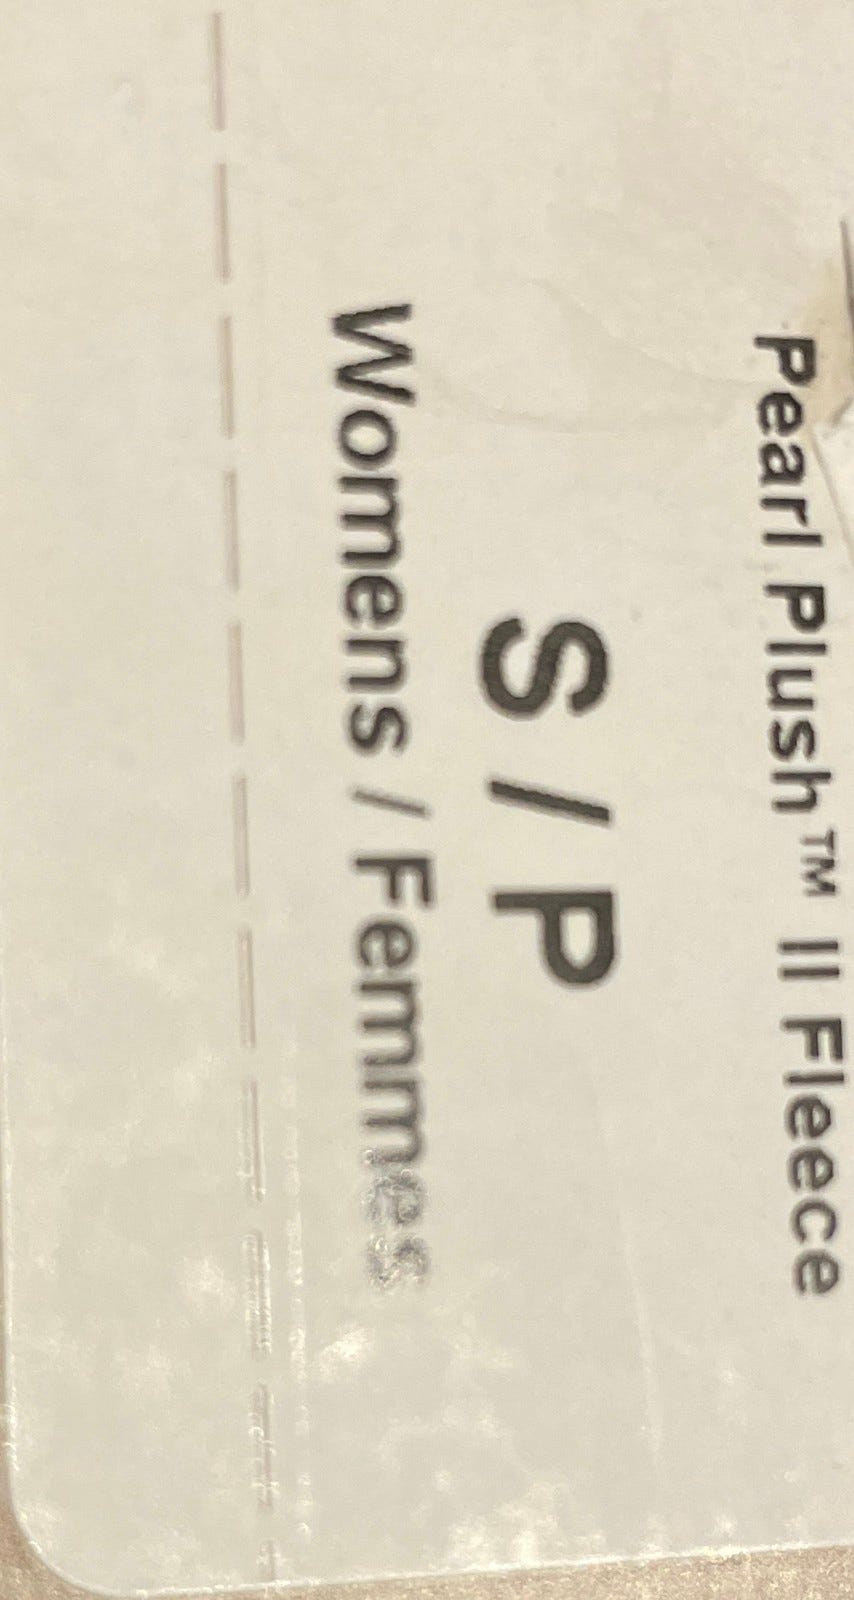 Pearl Plush™ II Fleece
S / P
Womens / Femmes